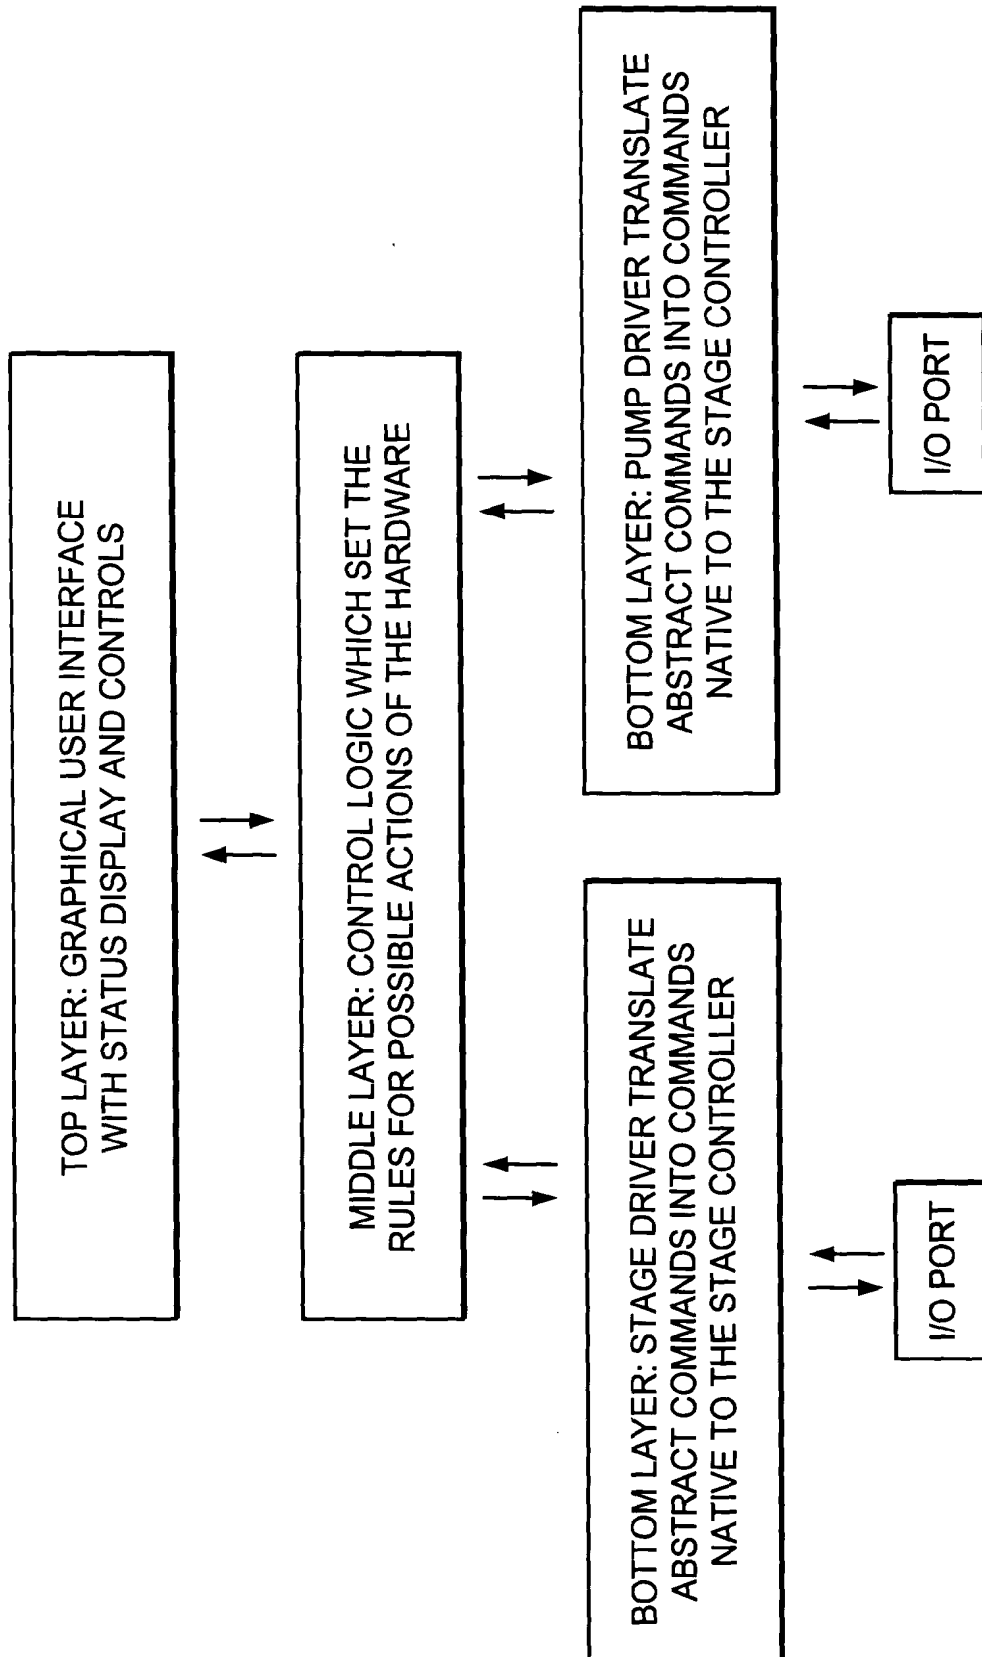 TOP LAYER: GRAPHICAL USER INTERFACE
WITH STATUS DISPLAY AND CONTROLS
MIDDLE LAYER: CONTROL LOGIC WHICH SET THE
RULES FOR POSSIBLE ACTIONS OF THE HARDWARE
BOTTOM LAYER: STAGE DRIVER TRANSLATE
ABSTRACT COMMANDS INTO COMMANDS
NATIVE TO THE STAGE CONTROLLER
BOTTOM LAYER: PUMP DRIVER TRANSLATE
ABSTRACT COMMANDS INTO COMMANDS
NATIVE TO THE STAGE CONTROLLER
I/O PORT
I/O PORT